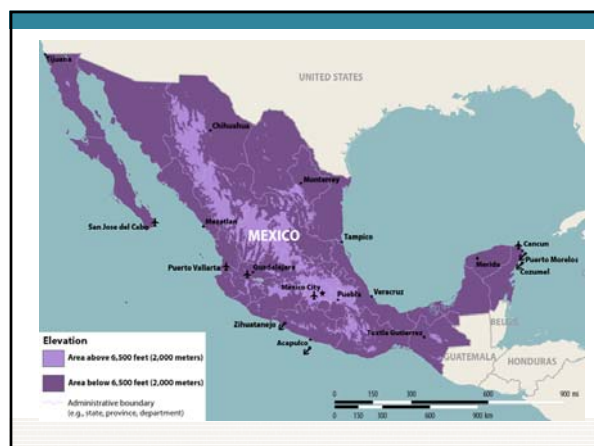 UNITED STATES
Tijuana
Chihuahua
Monterrey
San Jose del Cabo
Mazatlan
MEXICO
Tampico
Cancun
Puerto Morelos
Cozumel
Merida
Puerto Vallarta
Guadalajara
Mexico City
Puebla
Veracruz
Zihuatanejo
Acapulco
Tuxtla Gutierrez
BELIZE
GUATEMALA
HONDURAS
Elevation
Area above 6,500 feet (2,000 meters)
Area below 6,500 feet (2,000 meters)
Administrative boundary
(e.g., state, province, department)
0 150 300 600 900 mi
0 150 300 600 900 km